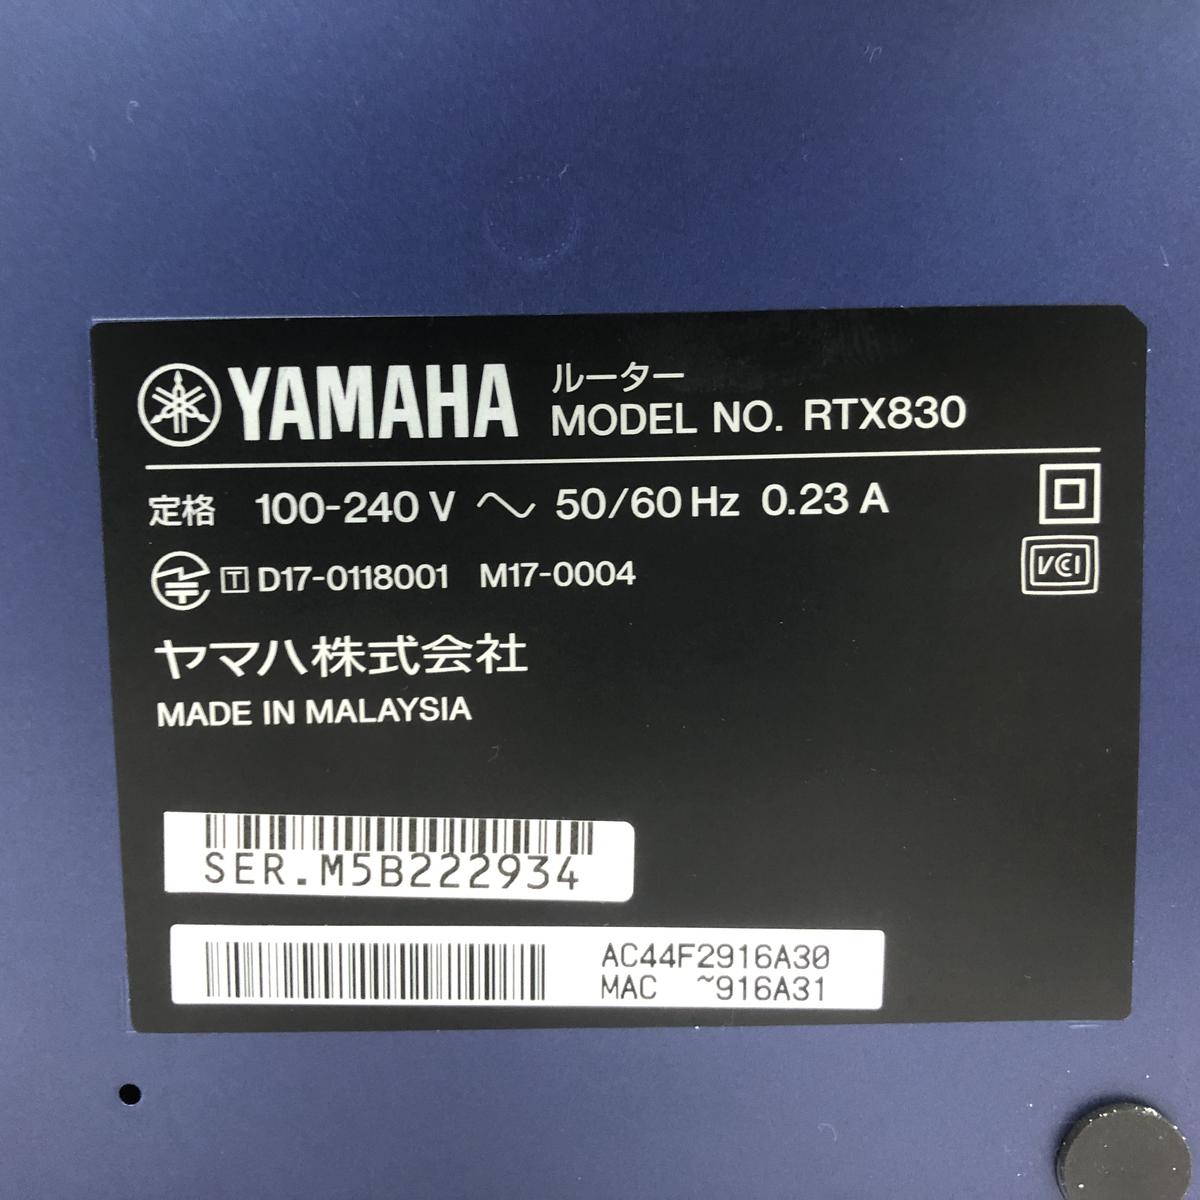 YAMAHA ルーター
MODEL NO. RTX830
定格 100-240 V ～ 50/60 Hz 0.23 A
T D17-0118001 M17-0004
VCI
ヤマハ株式会社
MADE IN MALAYSIA
SER.M5B222934
AC44F2916A30
MAC ~916A31